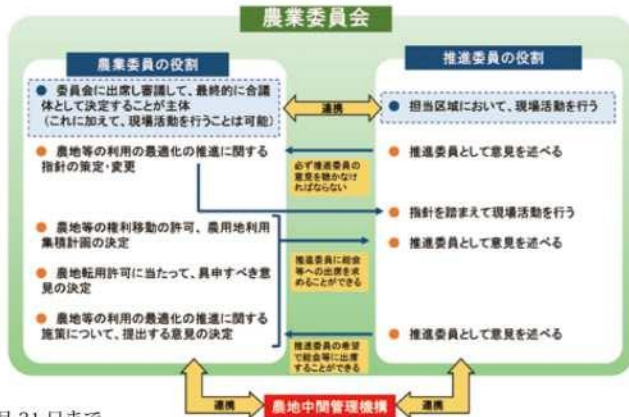 農業委員会
農業委員の役割
● 委員会に出席し審議して、最終的に合議
体として決定することが主体
(これに加えて、現場活動を行うことは可能)
● 農地等の利用の最適化の推進に関する
指針の策定・変更
● 農地等の権利移動の許可、農用地利用
集積計画の決定
● 農地転用許可に当たって、具申すべき意
見の決定
● 農地等の利用の最適化の推進に関する
施策について、提出する意見の決定
連携
必ず推進委員の
意見を聴かなけ
ればならない
推進委員に総会
等への出席を求
めることができる
推進委員の希望
で総会等に出席
することができる
推進委員の役割
● 担当区域において、現場活動を行う
● 推進委員として意見を述べる
● 指針を踏まえて現場活動を行う
● 推進委員として意見を述べる
● 推進委員として意見を述べる
連携
農地中間管理機構
連携
月 31 日まで